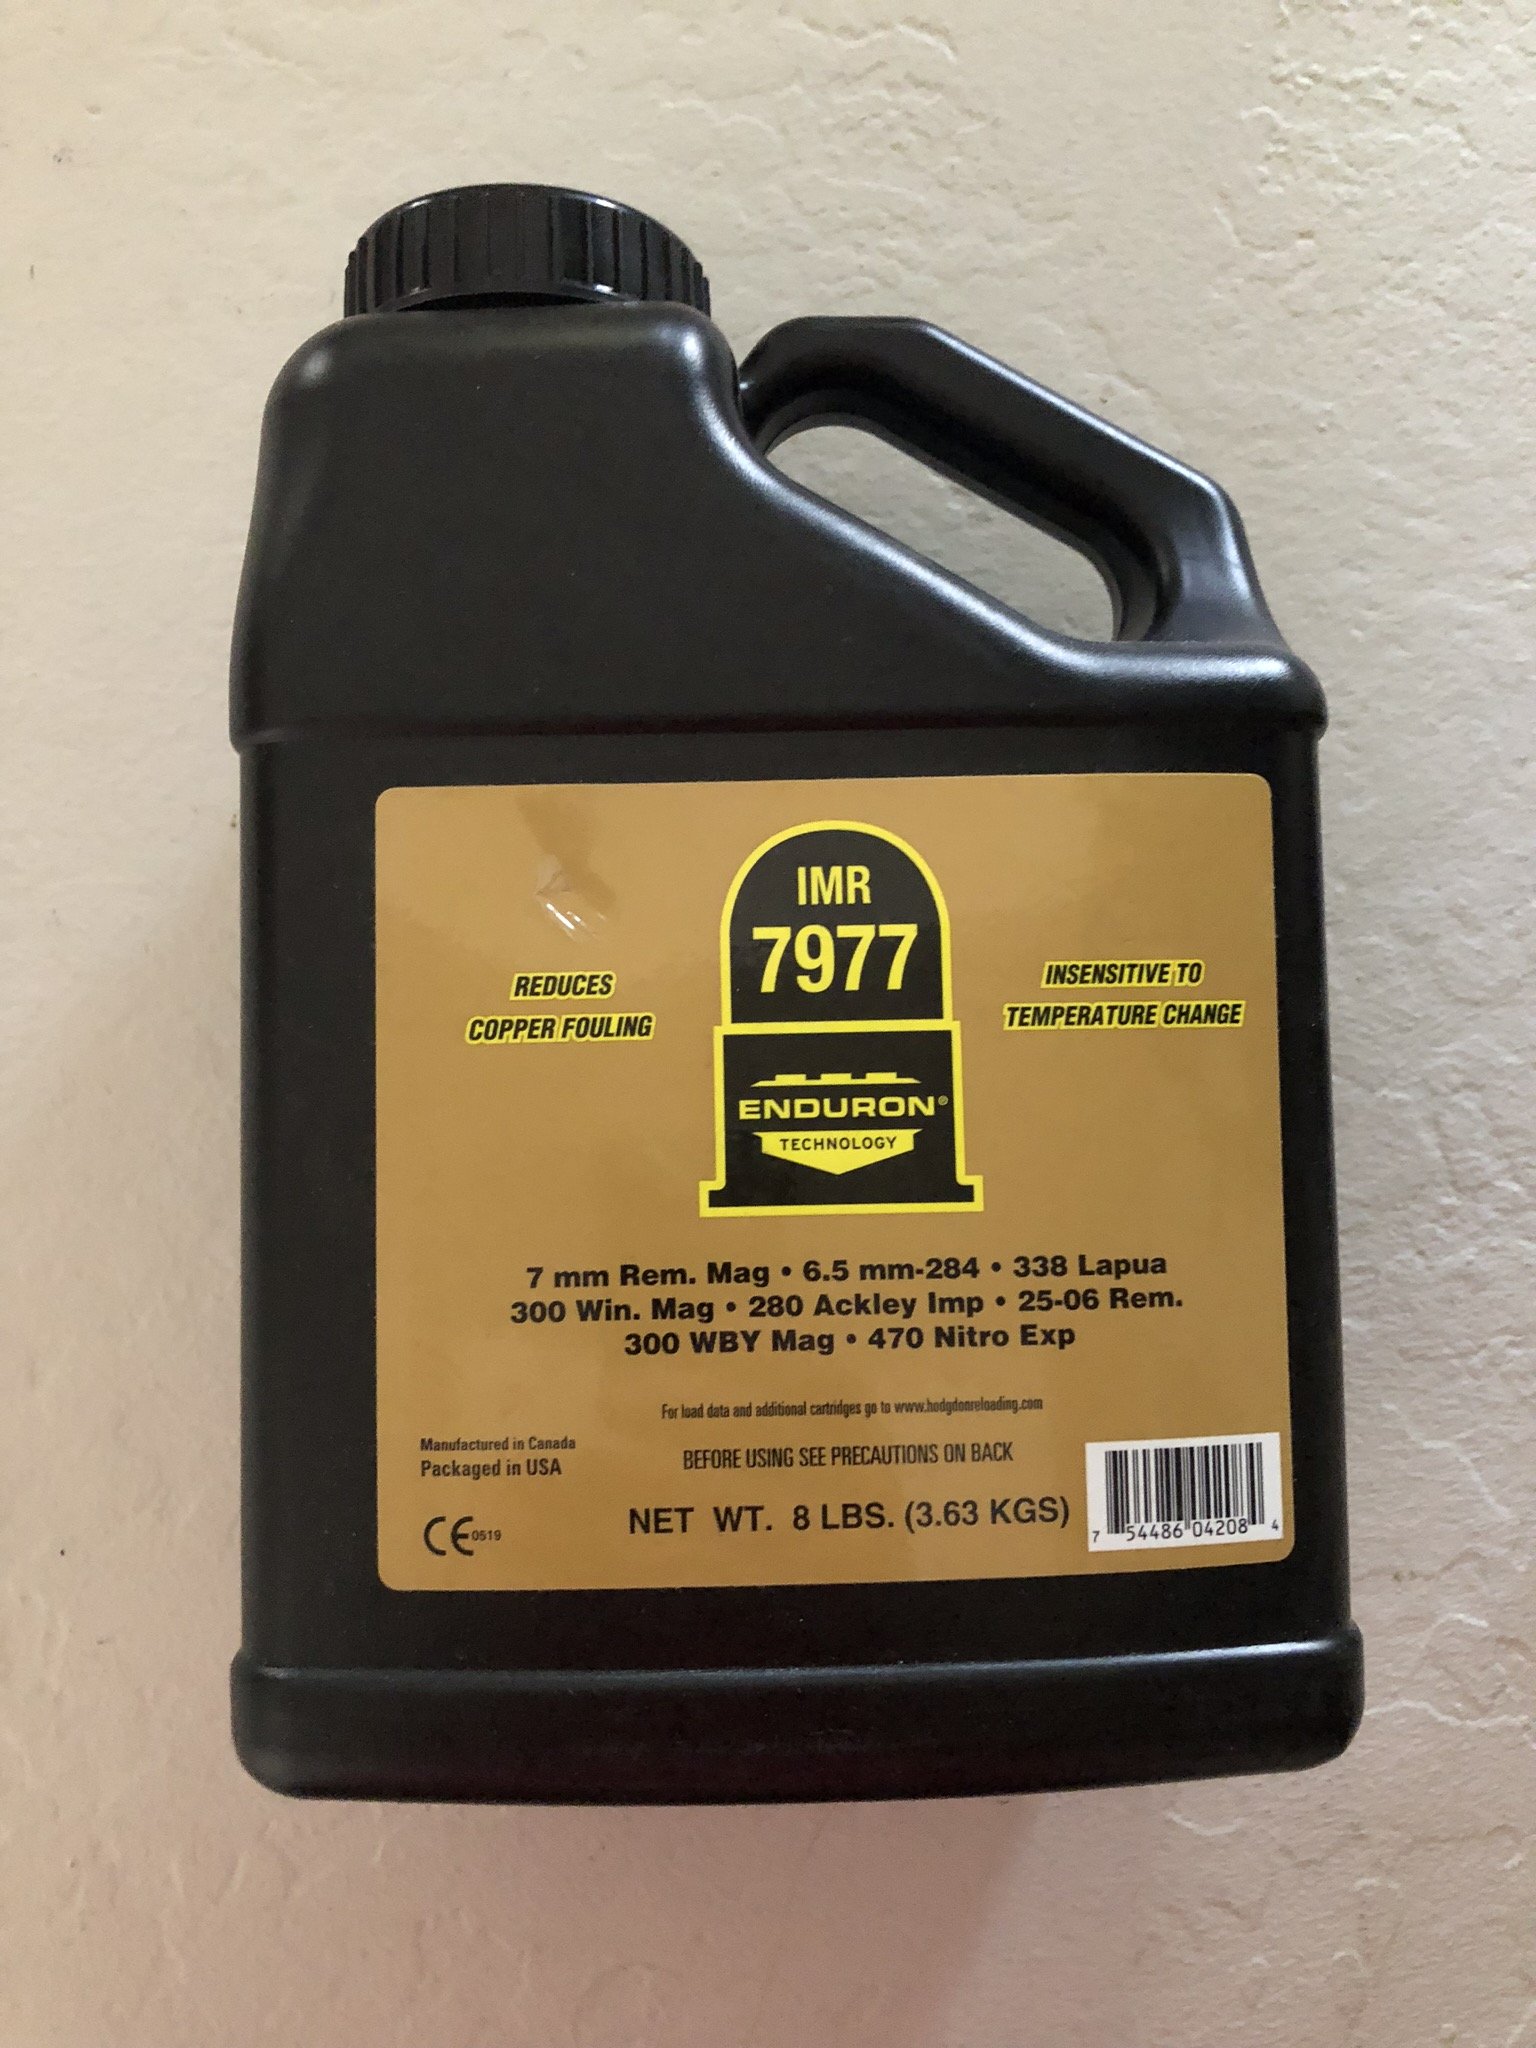 IMR
7977
REDUCES
COPPER FOULING
INSENSITIVE TO
TEMPERATURE CHANGE
ENDURON®
TECHNOLOGY
7 mm Rem. Mag • 6.5 mm-284 • 338 Lapua
300 Win. Mag • 280 Ackley Imp • 25-06 Rem.
300 WBY Mag • 470 Nitro Exp
For load data and additional cartridges go to www.hodgdonreloading.com
Manufactured in Canada
Packaged in USA
BEFORE USING SEE PRECAUTIONS ON BACK
CE 0519
NET WT. 8 LBS. (3.63 KGS)
7 54486 04208 4